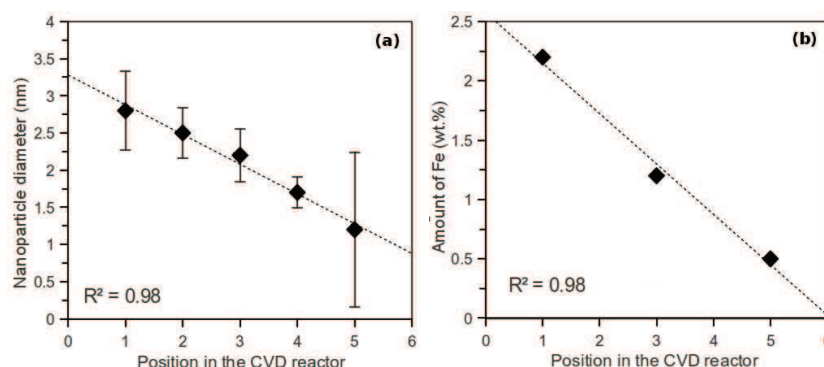 (a)
Nanoparticle diameter (nm)
4
3.5
3
2.5
2
1.5
1
0.5
0
R² = 0.98
0 1 2 3 4 5 6
Position in the CVD reactor
(b)
Amount of Fe (wt.%)
2.5
2
1.5
1
0.5
0
R² = 0.98
0 1 2 3 4 5 6
Position in the CVD reactor